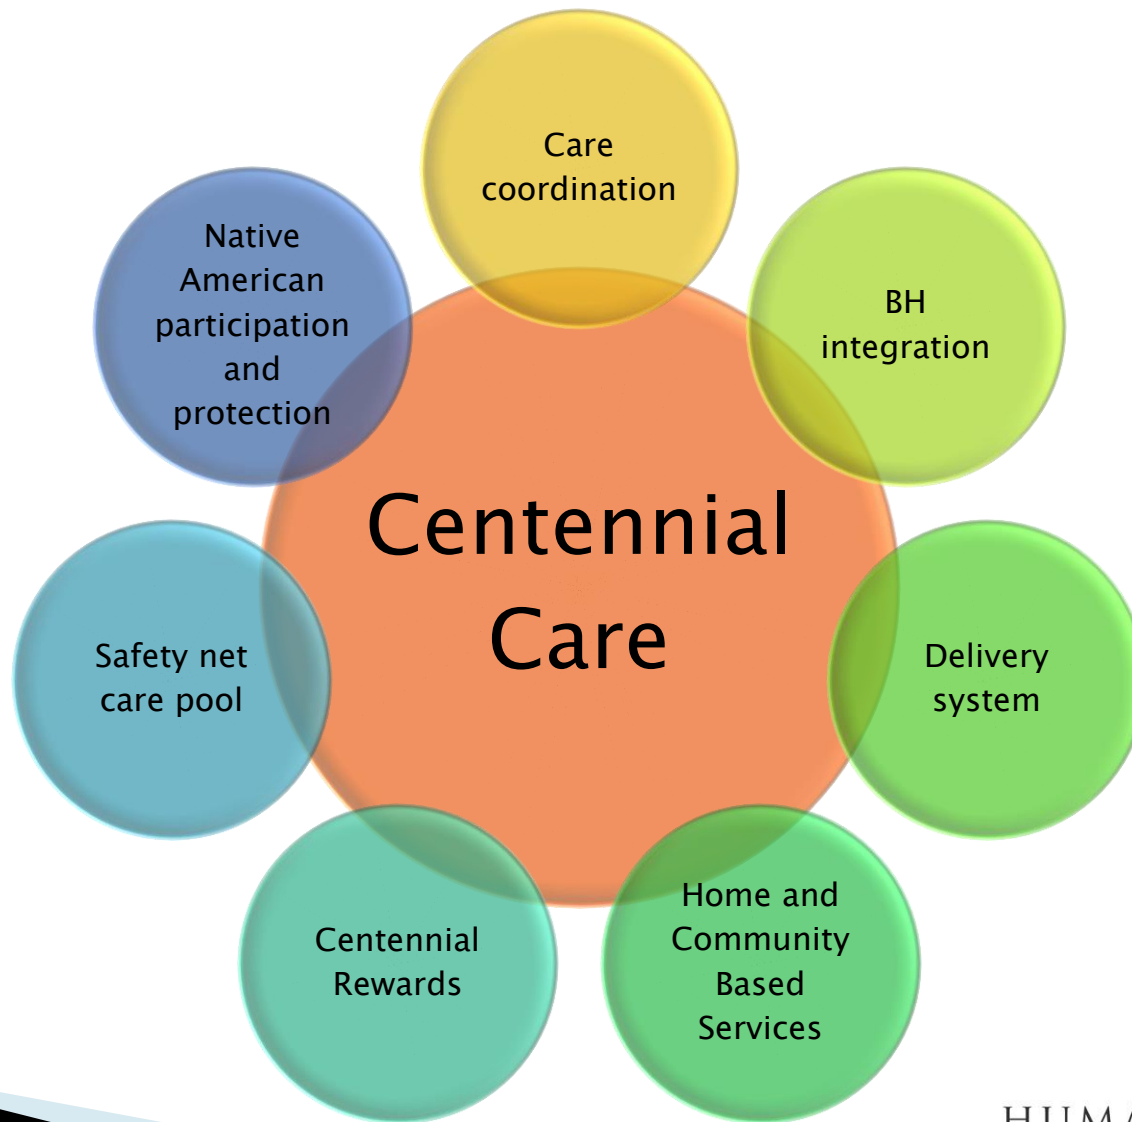 Care
coordination
BH
integration
Delivery
system
Home and
Community
Based
Services
Centennial
Rewards
Safety net
care pool
Native
American
participation
and
protection
Centennial
Care